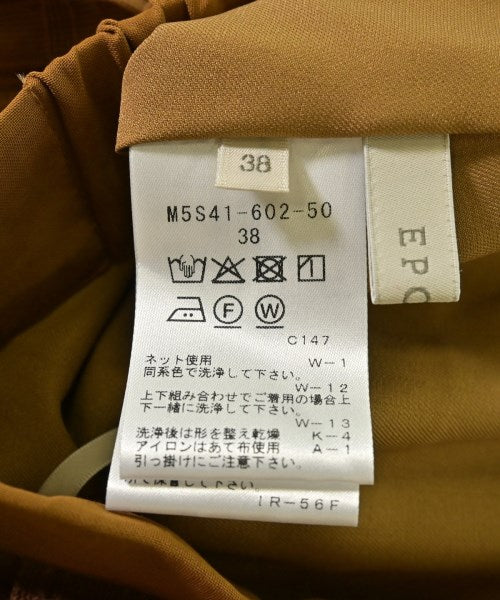 38
M5S41-602-50
38
F W
C147
ネット使用 W-1
同系色で洗浄して下さい。
W-12
上下組み合わせでご着用の場合上
下一緒に洗浄して下さい。
W-13
洗浄後は形を整え乾燥 K-4
アイロンはあて布使用 A-1
引っ掛けにご注意下さい。
IR-56F
EPO